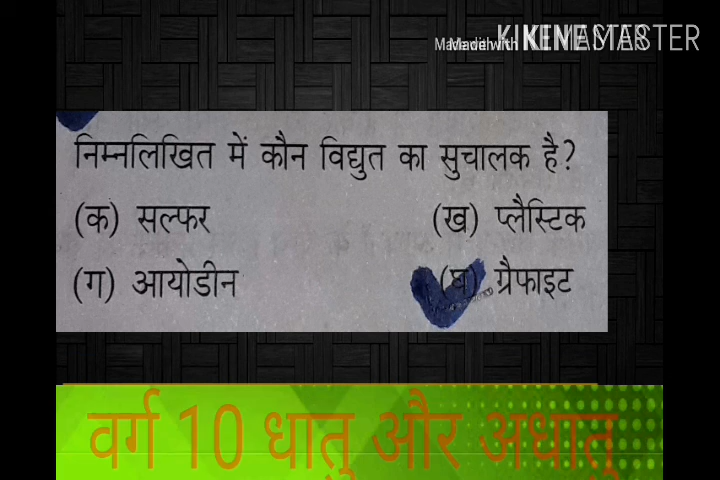 Made with KINEMASTER
निम्नलिखित में कौन विद्युत का सुचालक है?
(क) सल्फर (ख) प्लैस्टिक
(ग) आयोडीन (घ) ग्रैफाइट
वर्ग 10 धातु और अधातु